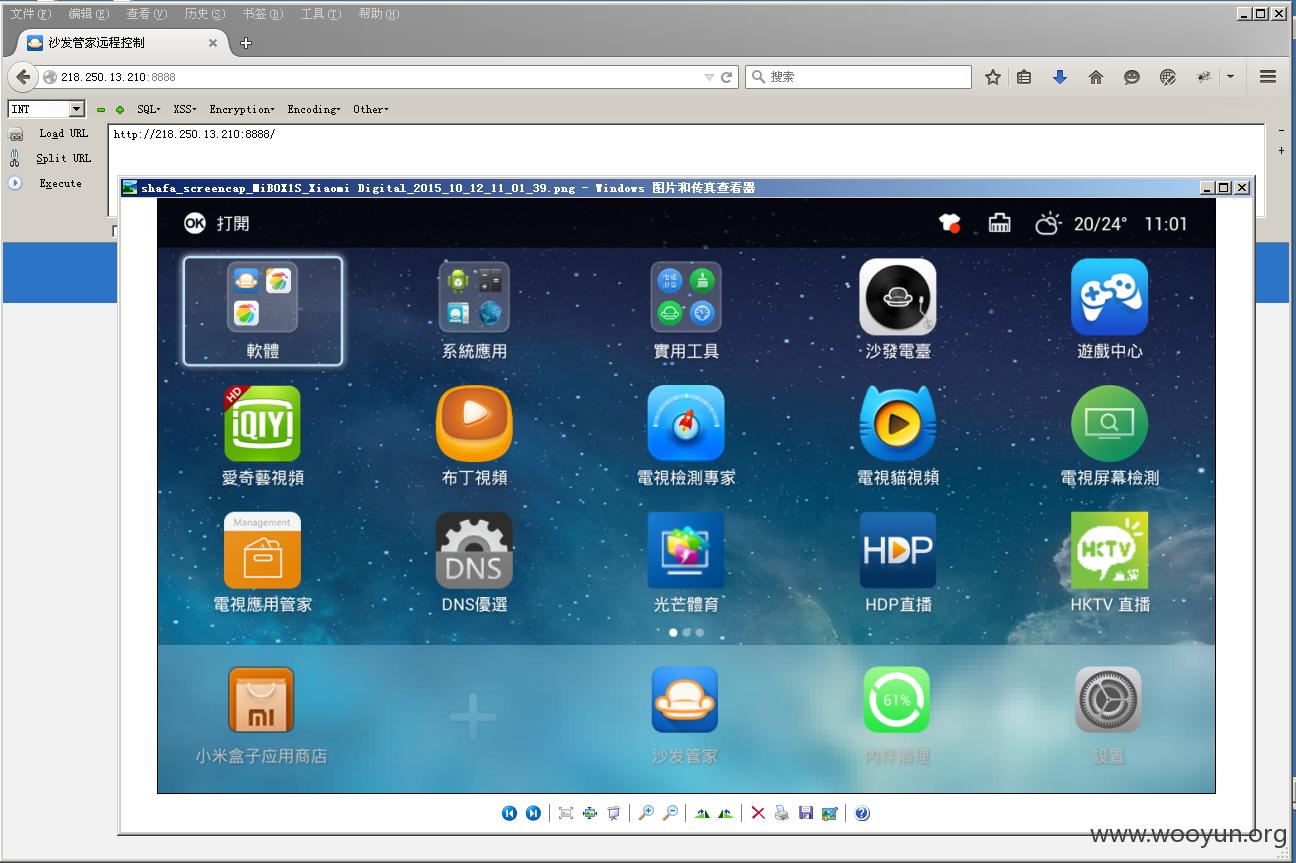 文件(F) 编辑(E) 查看(V) 历史(S) 书签(B) 工具(T) 帮助(H)
沙发管家远程控制
218.250.13.210:8888
搜索
INT SQL XSS Encryption Encoding Other
Load URL
http://218.250.13.210:8888/
Split URL
Execute
shafa_screencap_MiBOX1S_Xiaomi Digital_2015_10_12_11_01_39.png - Windows 图片和传真查看器
OK 打開 20/24° 11:01
軟體 系統應用 實用工具 沙發電臺 遊戲中心
HD
iQIYI
愛奇藝視頻 布丁視頻 電視檢測專家 電視貓視頻 電視屏幕檢測
Management
DNS HDP HKTV
電視應用管家 DNS優選 光芒體育 HDP直播 HKTV 直播
mi 61%
小米盒子应用商店 沙发管家 內存清理 設置
www.wooyun.org